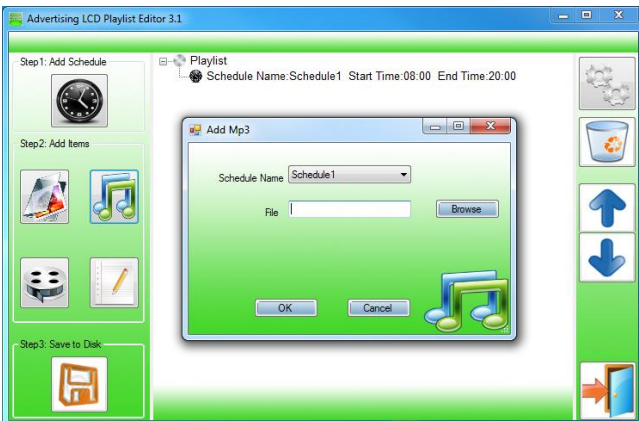 Advertising LCD Playlist Editor 3.1
Step1: Add Schedule
Playlist
Schedule Name:Schedule1 Start Time:08:00 End Time:20:00
Step2: Add Items
Add Mp3
Schedule Name Schedule1
File Browse
OK Cancel
Step3: Save to Disk